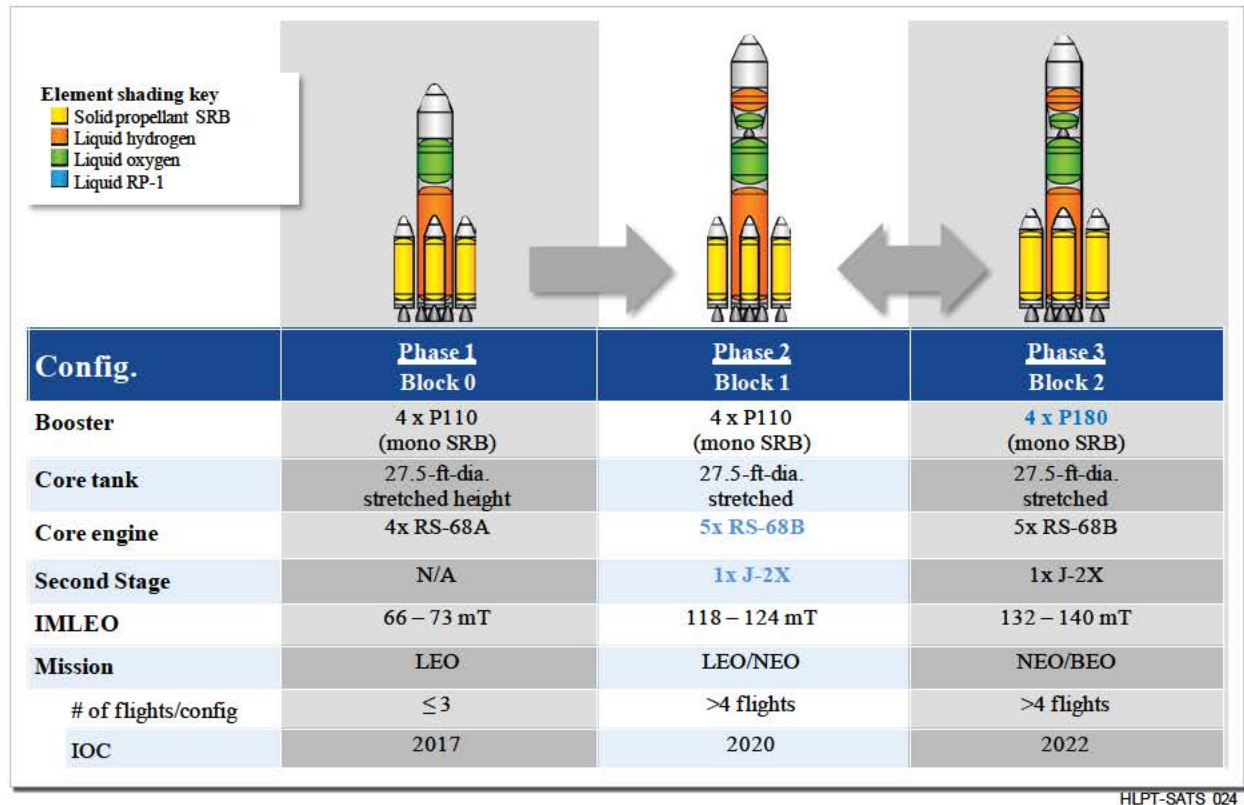 Element shading key
Solid propellant SRB
Liquid hydrogen
Liquid oxygen
Liquid RP-1
Config.
Phase 1
Block 0
Phase 2
Block 1
Phase 3
Block 2
Booster
4 x P110
(mono SRB)
4 x P110
(mono SRB)
4 x P180
(mono SRB)
Core tank
27.5-ft-dia.
stretched height
27.5-ft-dia.
stretched
27.5-ft-dia.
stretched
Core engine
4x RS-68A
5x RS-68B
5x RS-68B
Second Stage
N/A
1x J-2X
1x J-2X
IMLEO
66 – 73 mT
118 – 124 mT
132 – 140 mT
Mission
LEO
LEO/NEO
NEO/BEO
# of flights/config
≤ 3
>4 flights
>4 flights
IOC
2017
2020
2022
HLPT-SATS 024